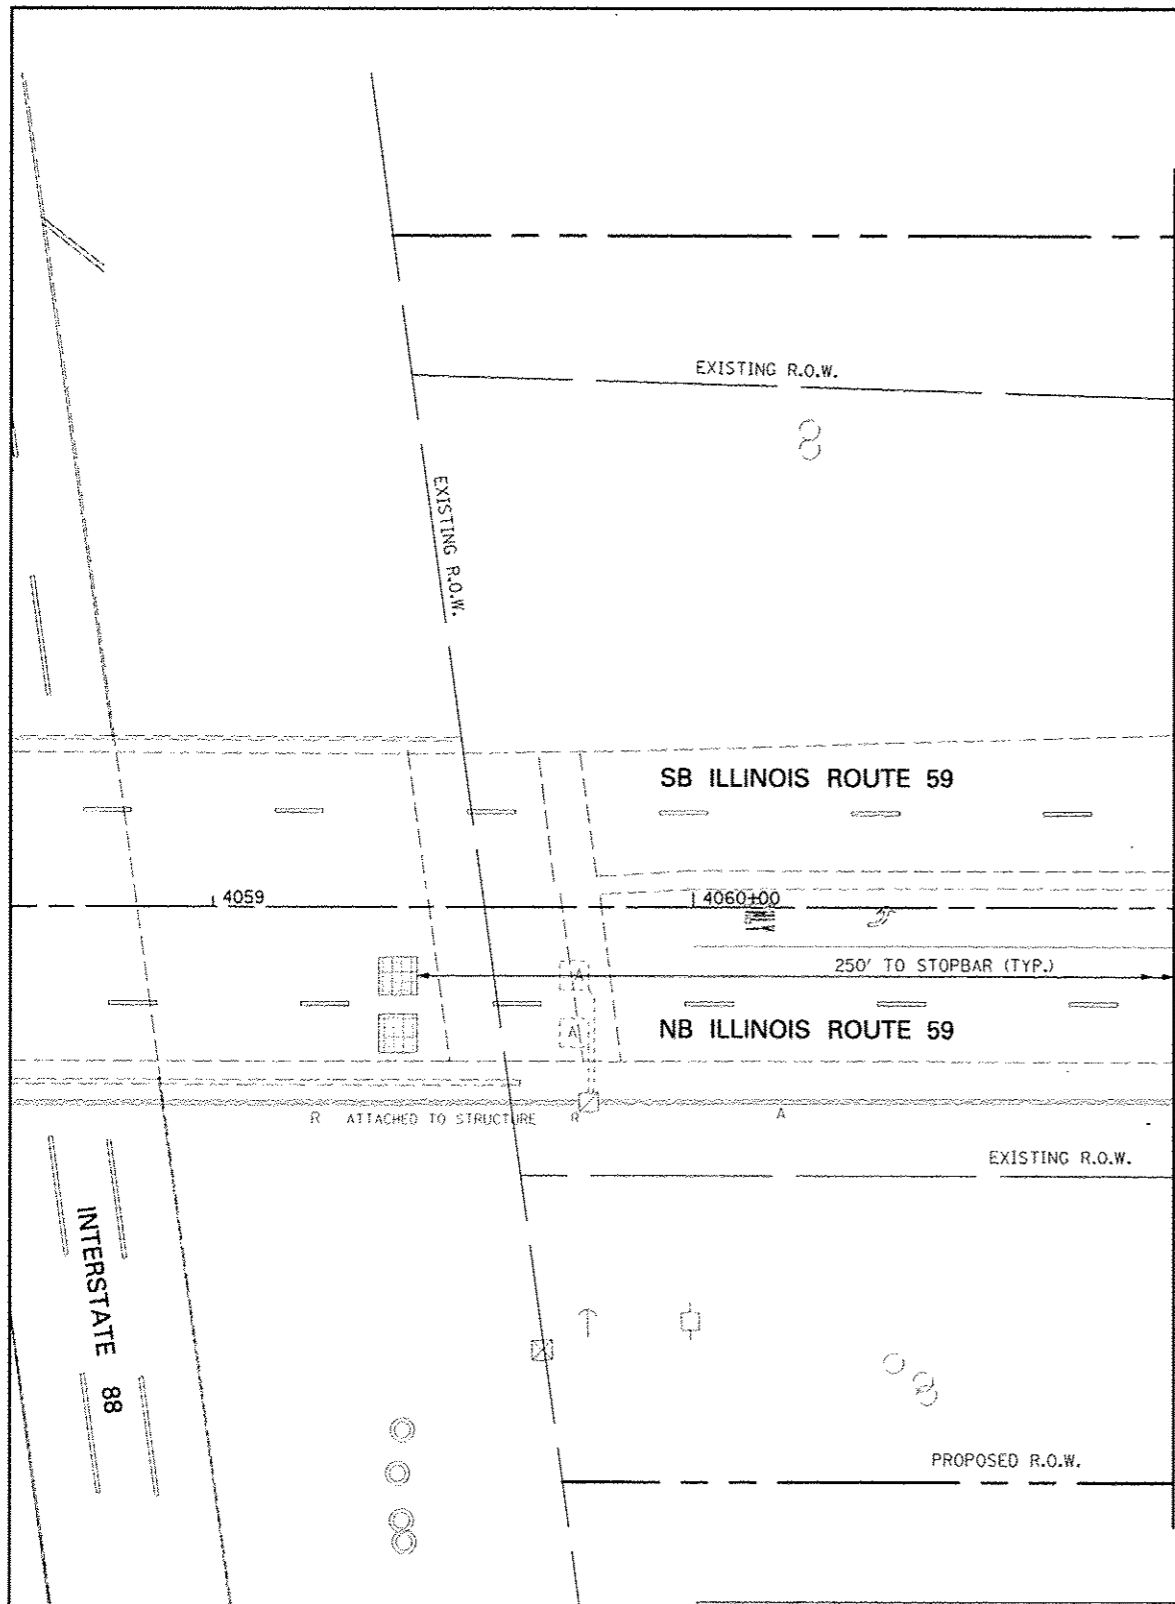 EXISTING R.O.W.
EXISTING R.O.W.
SB ILLINOIS ROUTE 59
4059
4060+00
250' TO STOPBAR (TYP.)
A
A
NB ILLINOIS ROUTE 59
R ATTACHED TO STRUCTURE R A
EXISTING R.O.W.
INTERSTATE 88
PROPOSED R.O.W.